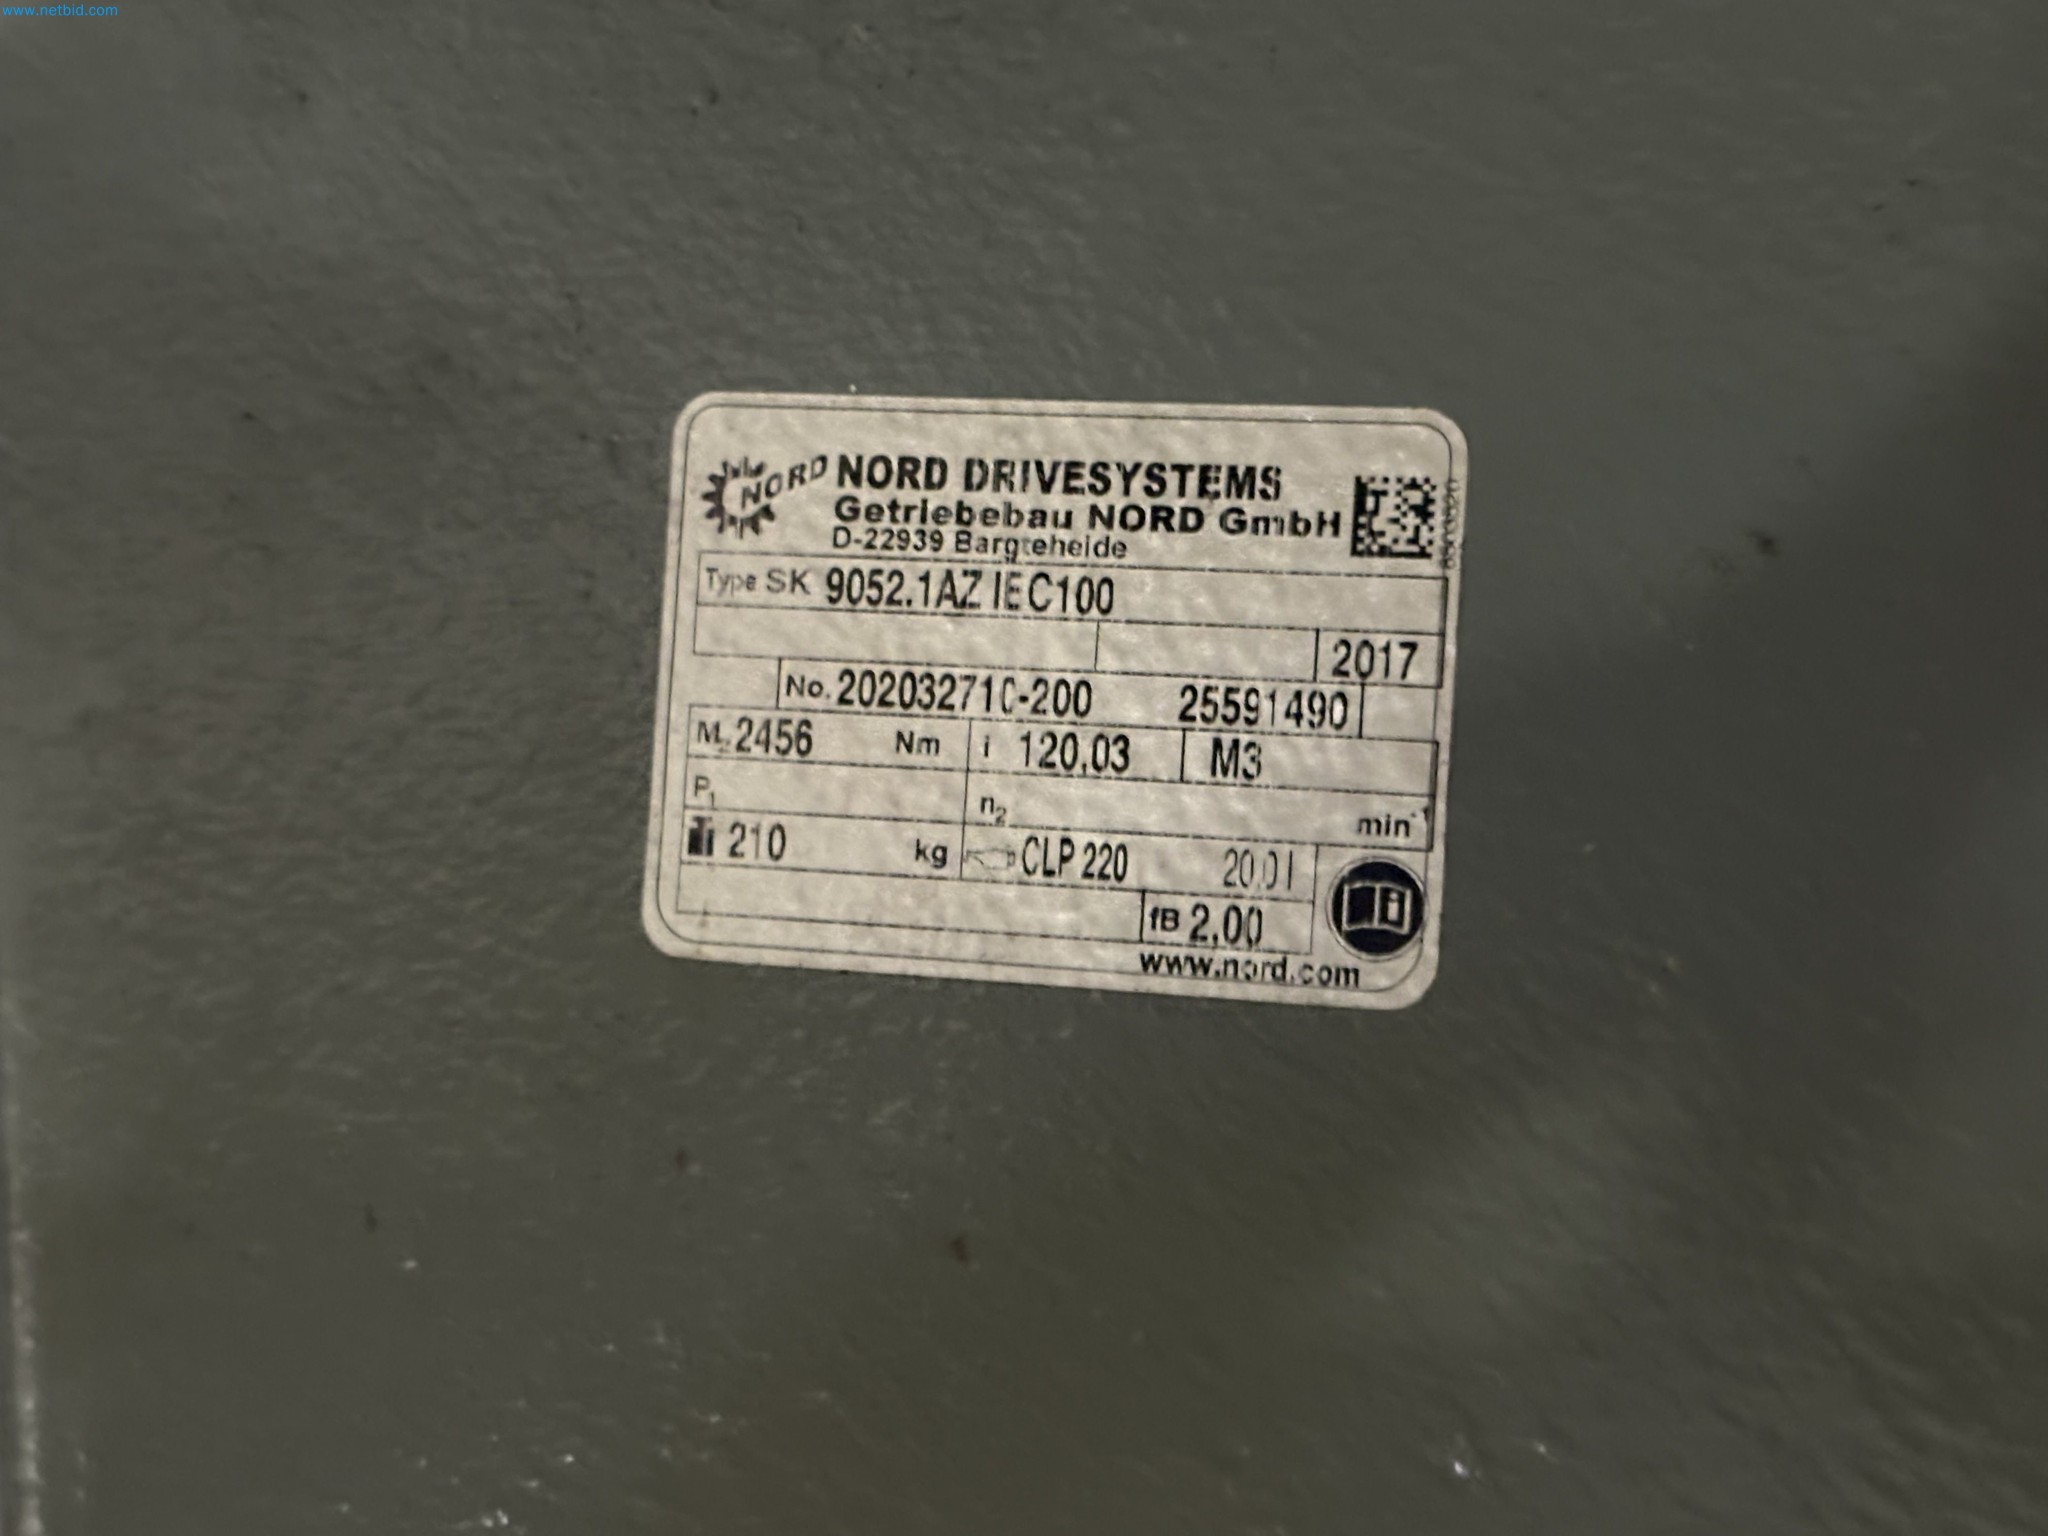 www.netbid.com
NORD NORD DRIVESYSTEMS
Getriebebau NORD GmbH
D-22939 Bargteheide
Type SK 9052.1AZ IEC100
2017
No. 202032710-200 25591490
M2 2456 Nm i 120,03 M3
P1 n2 min-1
210 kg CLP 220 20,0 l
fB 2,00
www.nord.com